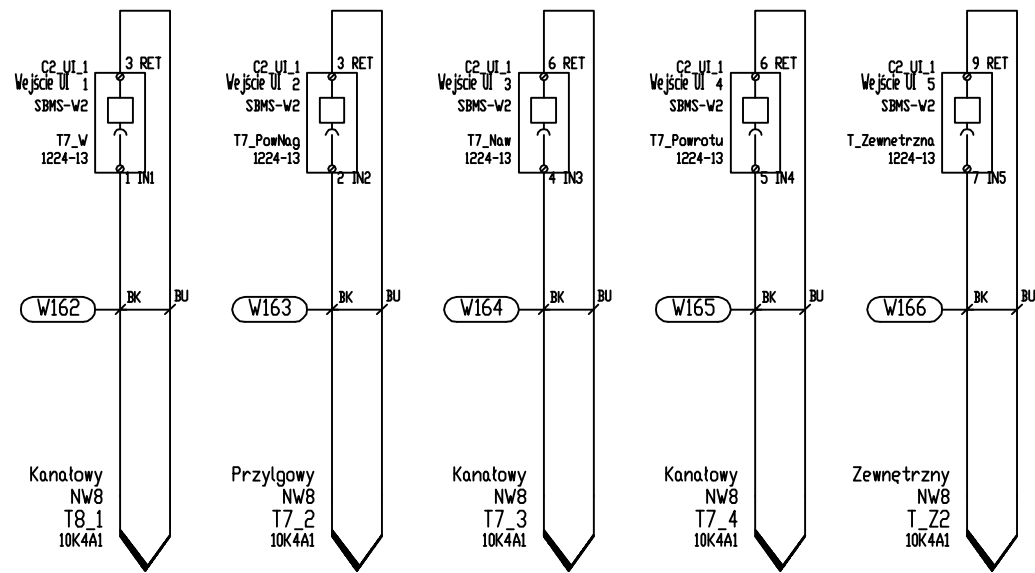 C2_UI_1
3 RET
Wejście UI 1
SBMS-W2
T7_W
1224-13
1 IN1
W162
BK
BU
Kanałowy
NW8
T8_1
10K4A1
C2_UI_1
3 RET
Wejście UI 2
SBMS-W2
T7_PowNag
1224-13
2 IN2
W163
BK
BU
Przylgowy
NW8
T7_2
10K4A1
C2_UI_1
6 RET
Wejście UI 3
SBMS-W2
T7_Naw
1224-13
4 IN3
W164
BK
BU
Kanałowy
NW8
T7_3
10K4A1
C2_UI_1
6 RET
Wejście UI 4
SBMS-W2
T7_Powrotu
1224-13
5 IN4
W165
BK
BU
Kanałowy
NW8
T7_4
10K4A1
C2_UI_1
9 RET
Wejście UI 5
SBMS-W2
T_Zewnetrzna
1224-13
7 IN5
W166
BK
BU
Zewnętrzny
NW8
T_Z2
10K4A1